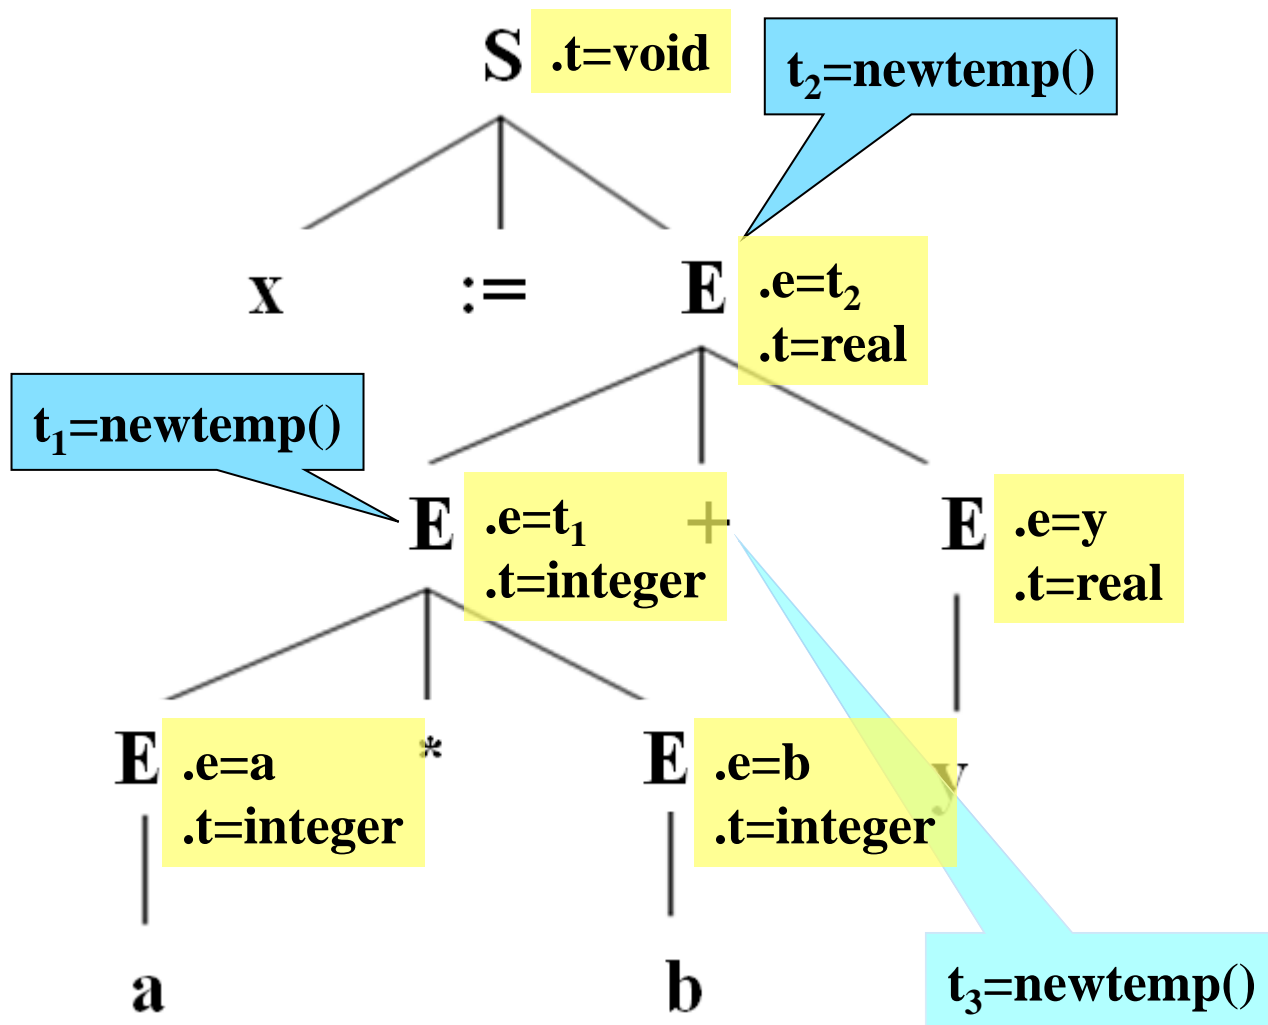 S .t=void
t₂=newtemp()
x := E .e=t₂
.t=real
t₁=newtemp()
E .e=t₁ + E .e=y
.t=integer .t=real
E .e=a * E .e=b y
.t=integer .t=integer
a b
t₃=newtemp()